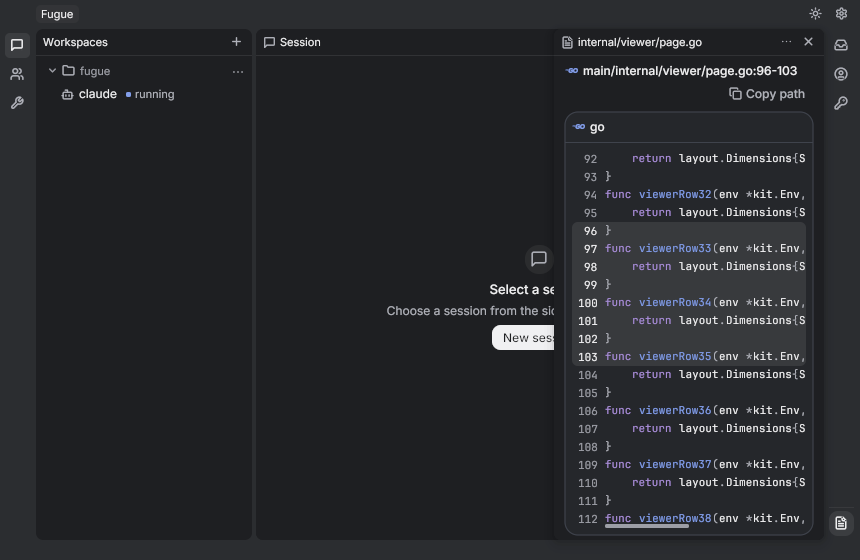 Fugue
Workspaces
fugue
claude running
Session
Select a se
Choose a session from the sid
New sess
internal/viewer/page.go
main/internal/viewer/page.go:96-103
Copy path
go
92 return layout.Dimensions{S
93 }
94 func viewerRow32(env *kit.Env,
95 return layout.Dimensions{S
96 }
97 func viewerRow33(env *kit.Env,
98 return layout.Dimensions{S
99 }
100 func viewerRow34(env *kit.Env,
101 return layout.Dimensions{S
102 }
103 func viewerRow35(env *kit.Env,
104 return layout.Dimensions{S
105 }
106 func viewerRow36(env *kit.Env,
107 return layout.Dimensions{S
108 }
109 func viewerRow37(env *kit.Env,
110 return layout.Dimensions{S
111 }
112 func viewerRow38(env *kit.Env,